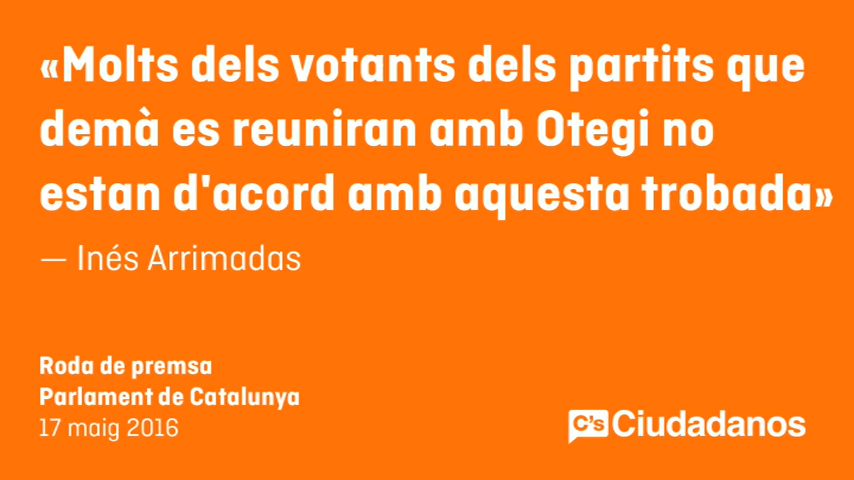 «Molts dels votants dels partits que
demà es reuniran amb Otegi no
estan d'acord amb aquesta trobada»
— Inés Arrimadas
Roda de premsa
Parlament de Catalunya
17 maig 2016
C's Ciudadanos